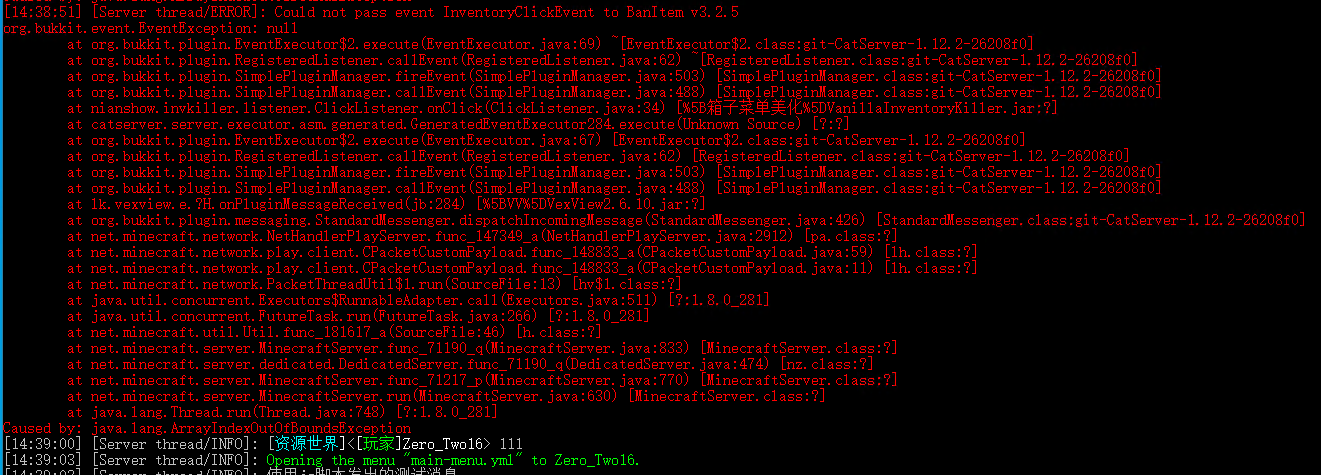 [14:38:51] [Server thread/ERROR]: Could not pass event InventoryClickEvent to BanItem v3.2.5
org.bukkit.event.EventException: null
at org.bukkit.plugin.EventExecutor$2.execute(EventExecutor.java:69) ~[EventExecutor$2.class:git-CatServer-1.12.2-26208f0]
at org.bukkit.plugin.RegisteredListener.callEvent(RegisteredListener.java:62) ~[RegisteredListener.class:git-CatServer-1.12.2-26208f0]
at org.bukkit.plugin.SimplePluginManager.fireEvent(SimplePluginManager.java:503) [SimplePluginManager.class:git-CatServer-1.12.2-26208f0]
at org.bukkit.plugin.SimplePluginManager.callEvent(SimplePluginManager.java:488) [SimplePluginManager.class:git-CatServer-1.12.2-26208f0]
at nianshow.invkiller.listener.ClickListener.onClick(ClickListener.java:34) [%5B箱子菜单美化%5DVanillaInventoryKiller.jar:?]
at catserver.server.executor.asm.generated.GeneratedEventExecutor284.execute(Unknown Source) [?:?]
at org.bukkit.plugin.EventExecutor$2.execute(EventExecutor.java:67) [EventExecutor$2.class:git-CatServer-1.12.2-26208f0]
at org.bukkit.plugin.RegisteredListener.callEvent(RegisteredListener.java:62) [RegisteredListener.class:git-CatServer-1.12.2-26208f0]
at org.bukkit.plugin.SimplePluginManager.fireEvent(SimplePluginManager.java:503) [SimplePluginManager.class:git-CatServer-1.12.2-26208f0]
at org.bukkit.plugin.SimplePluginManager.callEvent(SimplePluginManager.java:488) [SimplePluginManager.class:git-CatServer-1.12.2-26208f0]
at lk.vexview.e.?H.onPluginMessageReceived(jb:284) [%5BVV%5DVexView2.6.10.jar:?]
at org.bukkit.plugin.messaging.StandardMessenger.dispatchIncomingMessage(StandardMessenger.java:426) [StandardMessenger.class:git-CatServer-1.12.2-26208f0]
at net.minecraft.network.NetHandlerPlayServer.func_147349_a(NetHandlerPlayServer.java:2912) [pa.class:?]
at net.minecraft.network.play.client.CPacketCustomPayload.func_148833_a(CPacketCustomPayload.java:59) [lh.class:?]
at net.minecraft.network.play.client.CPacketCustomPayload.func_148833_a(CPacketCustomPayload.java:11) [lh.class:?]
at net.minecraft.network.PacketThreadUtil$1.run(SourceFile:13) [hv$1.class:?]
at java.util.concurrent.Executors$RunnableAdapter.call(Executors.java:511) [?:1.8.0_281]
at java.util.concurrent.FutureTask.run(FutureTask.java:266) [?:1.8.0_281]
at net.minecraft.util.Util.func_181617_a(SourceFile:46) [h.class:?]
at net.minecraft.server.MinecraftServer.func_71190_q(MinecraftServer.java:833) [MinecraftServer.class:?]
at net.minecraft.server.dedicated.DedicatedServer.func_71190_q(DedicatedServer.java:474) [nz.class:?]
at net.minecraft.server.MinecraftServer.func_71217_p(MinecraftServer.java:770) [MinecraftServer.class:?]
at net.minecraft.server.MinecraftServer.run(MinecraftServer.java:630) [MinecraftServer.class:?]
at java.lang.Thread.run(Thread.java:748) [?:1.8.0_281]
Caused by: java.lang.ArrayIndexOutOfBoundsException
[14:39:00] [Server thread/INFO]: [资源世界]<[玩家]Zero_Two16> 111
[14:39:03] [Server thread/INFO]: Opening the menu "main-menu.yml" to Zero_Two16.